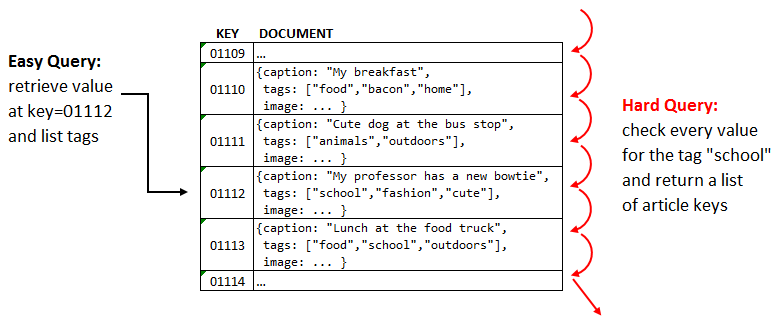 KEY DOCUMENT
Easy Query:
retrieve value
at key=01112
and list tags
01109 …
01110 {caption: "My breakfast",
tags: ["food","bacon","home"],
image: ... }
01111 {caption: "Cute dog at the bus stop",
tags: ["animals","outdoors"],
image: ... }
01112 {caption: "My professor has a new bowtie",
tags: ["school","fashion","cute"],
image: ... }
01113 {caption: "Lunch at the food truck",
tags: ["food","school","outdoors"],
image: ... }
01114 …
Hard Query:
check every value
for the tag "school"
and return a list
of article keys